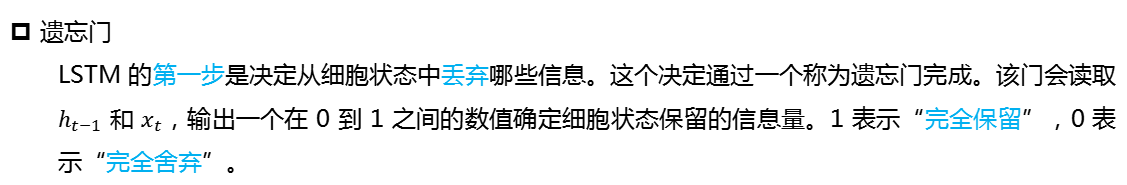 遗忘门
LSTM 的第一步是决定从细胞状态中丢弃哪些信息。这个决定通过一个称为遗忘门完成。该门会读取
hₜ₋₁ 和 xₜ，输出一个在 0 到 1 之间的数值确定细胞状态保留的信息量。1 表示“完全保留”，0 表
示“完全舍弃”。